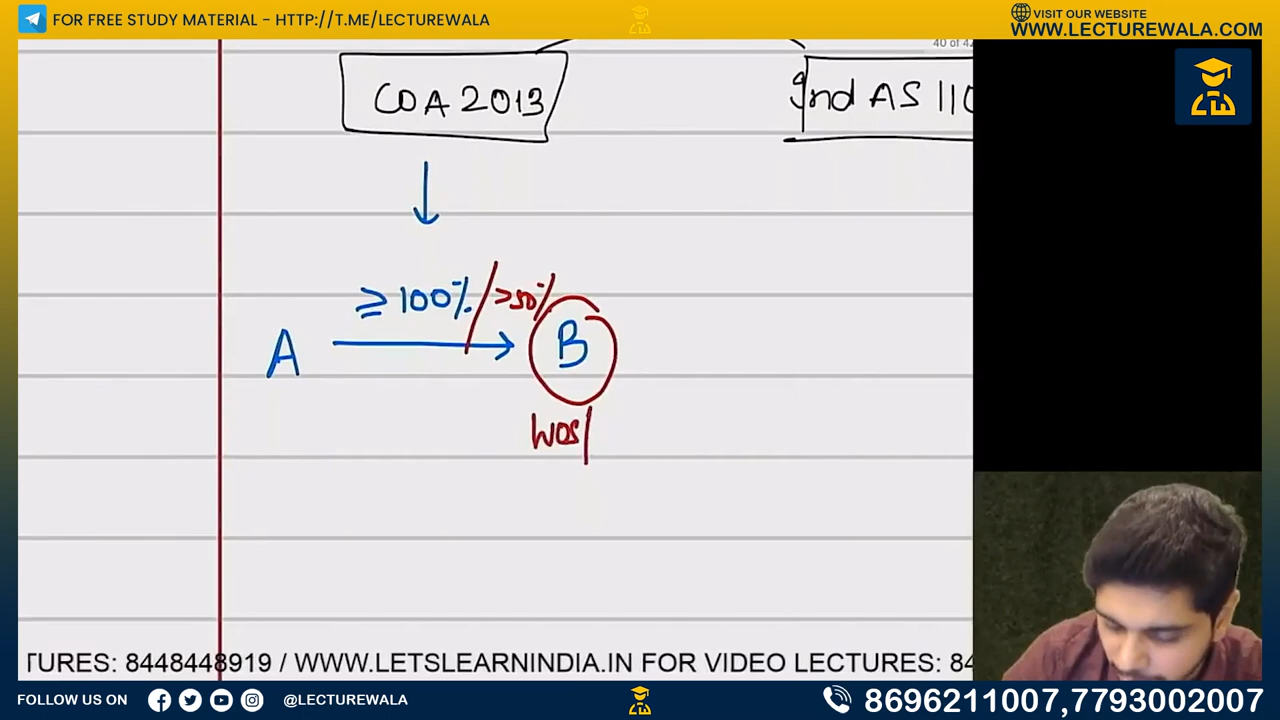 FOR FREE STUDY MATERIAL - HTTP://T.ME/LECTUREWALA
VISIT OUR WEBSITE
WWW.LECTUREWALA.COM
40 of 42
COA 2013
Ind AS 110
≥ 100% / >50%
A
B
WOS/
TURES: 8448448919 / WWW.LETSLEARNINDIA.IN FOR VIDEO LECTURES: 84
FOLLOW US ON
@LECTUREWALA
8696211007,7793002007